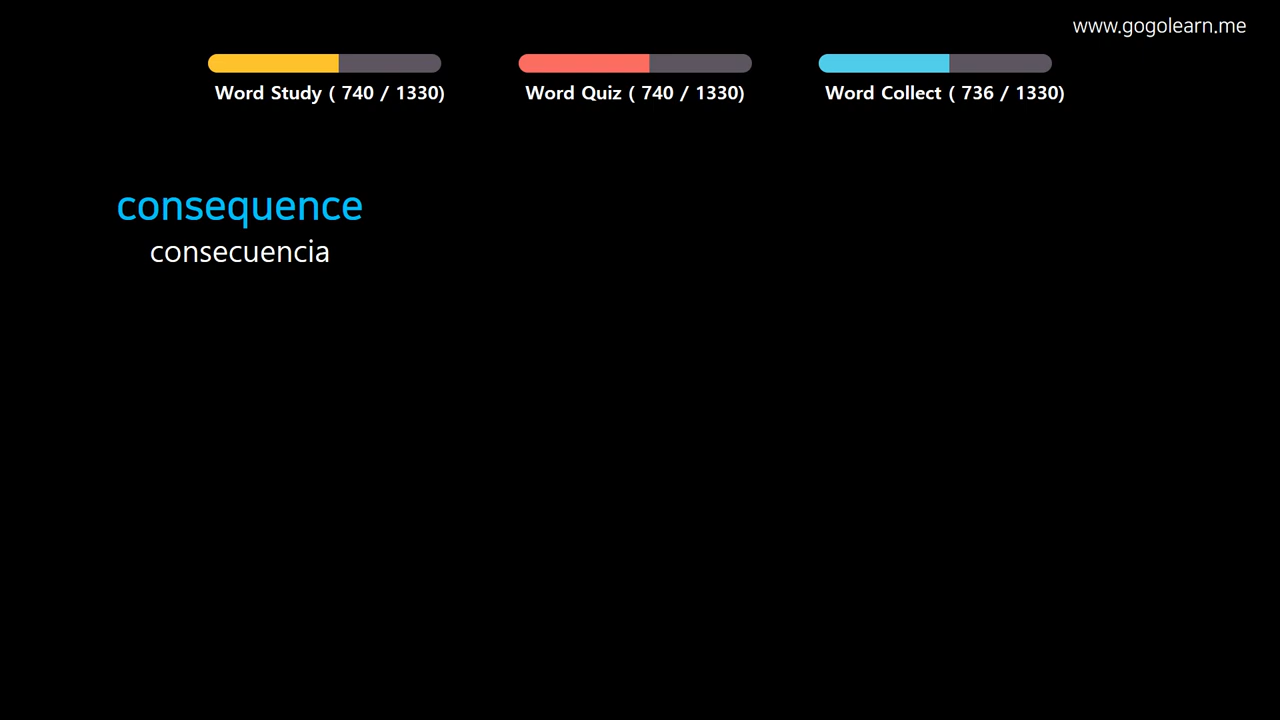 www.gogolearn.me
Word Study ( 740 / 1330)
Word Quiz ( 740 / 1330)
Word Collect ( 736 / 1330)
consequence
consecuencia